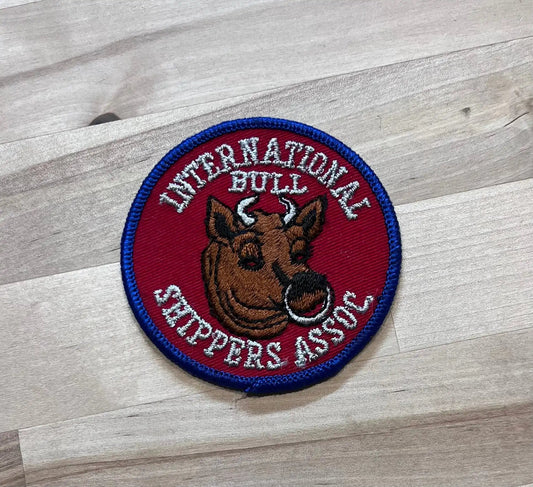 INTERNATIONAL
BULL
SHIPPERS ASSOC